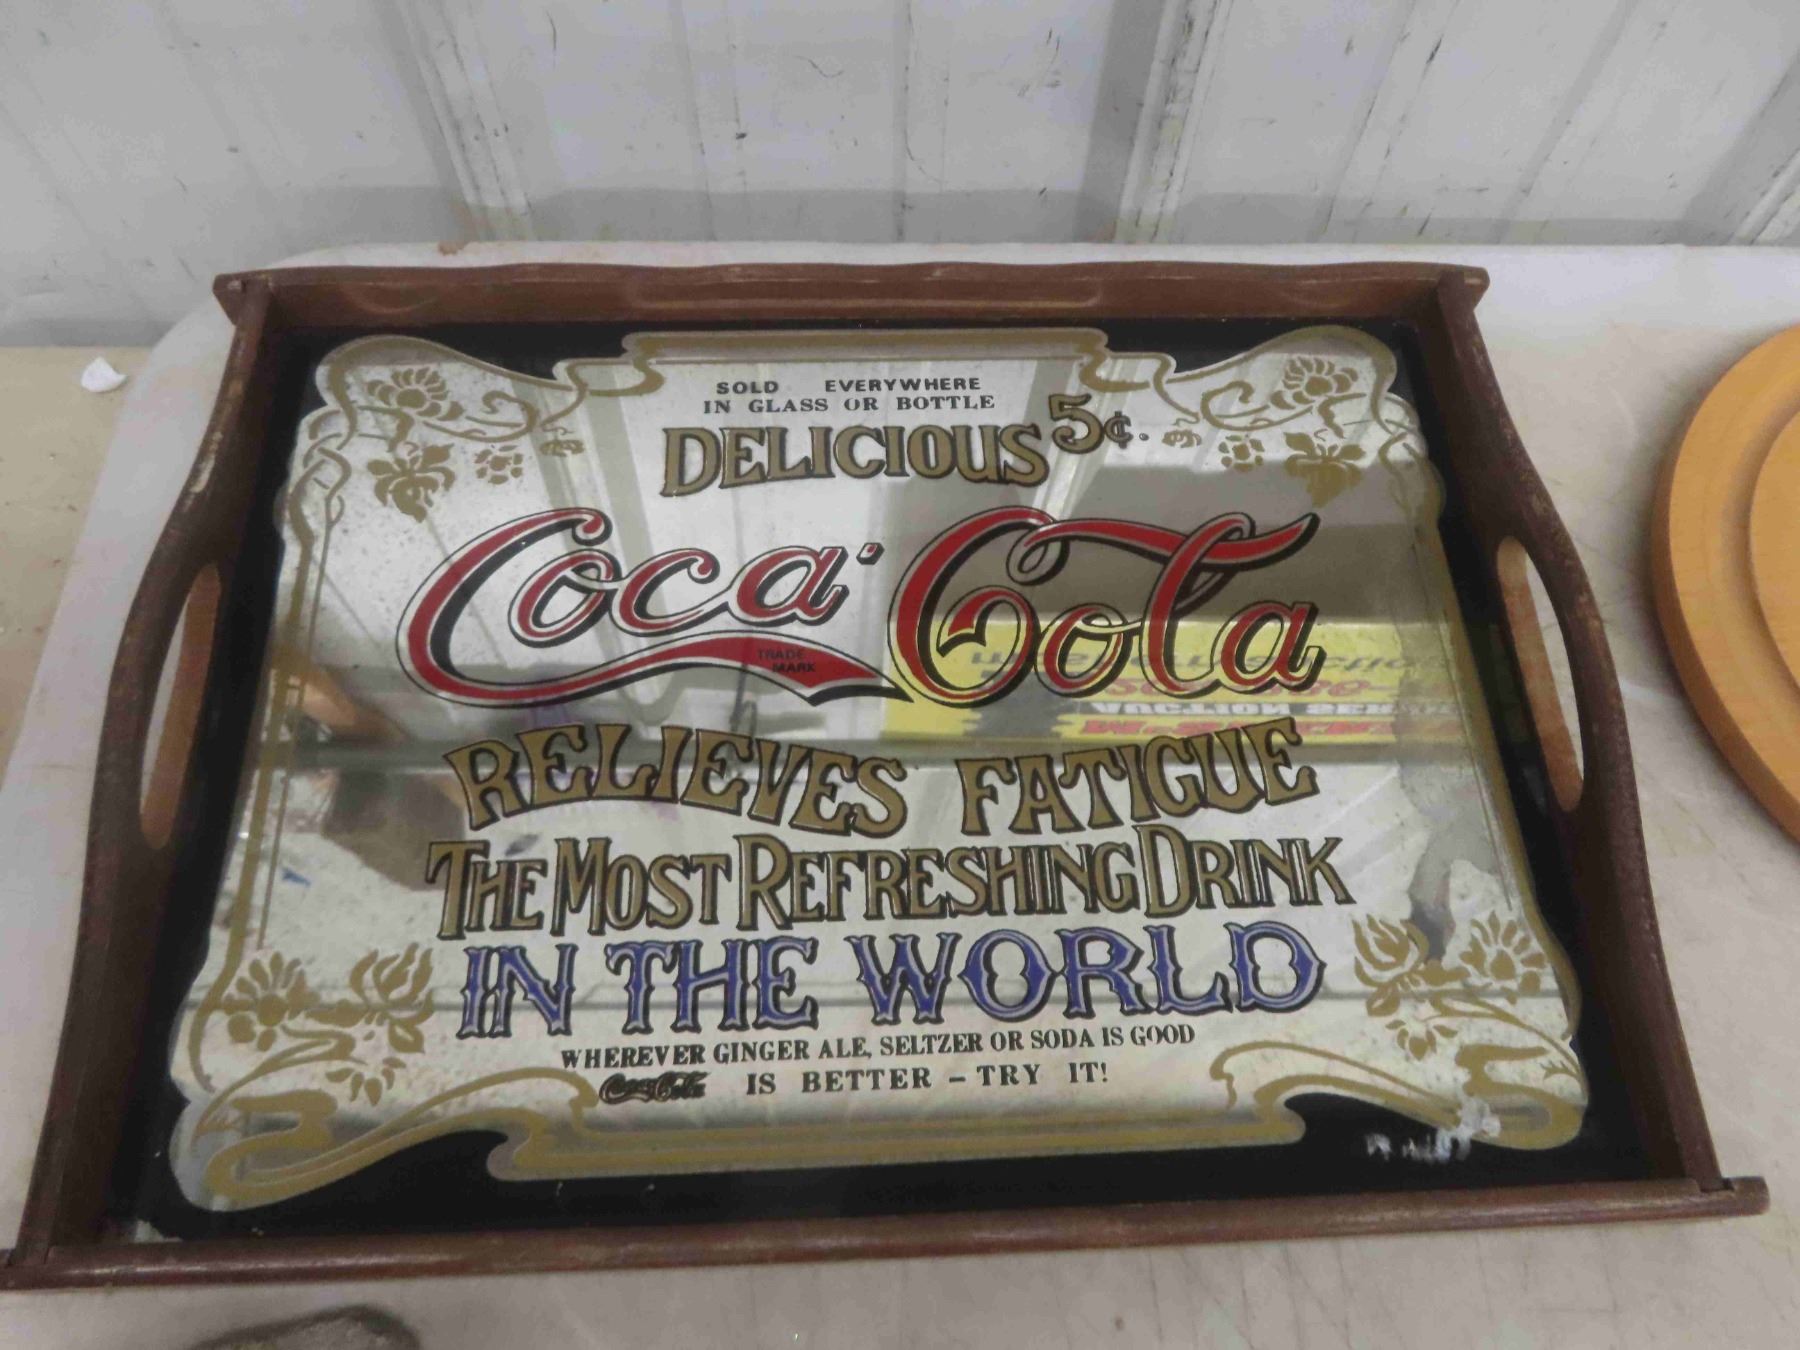 SOLD EVERYWHERE
IN GLASS OR BOTTLE
DELICIOUS 5¢.
Coca-Cola
TRADE
MARK
RELIEVES FATIGUE
THE MOST REFRESHING DRINK
IN THE WORLD
WHEREVER GINGER ALE, SELTZER OR SODA IS GOOD
Coca-Cola IS BETTER – TRY IT!